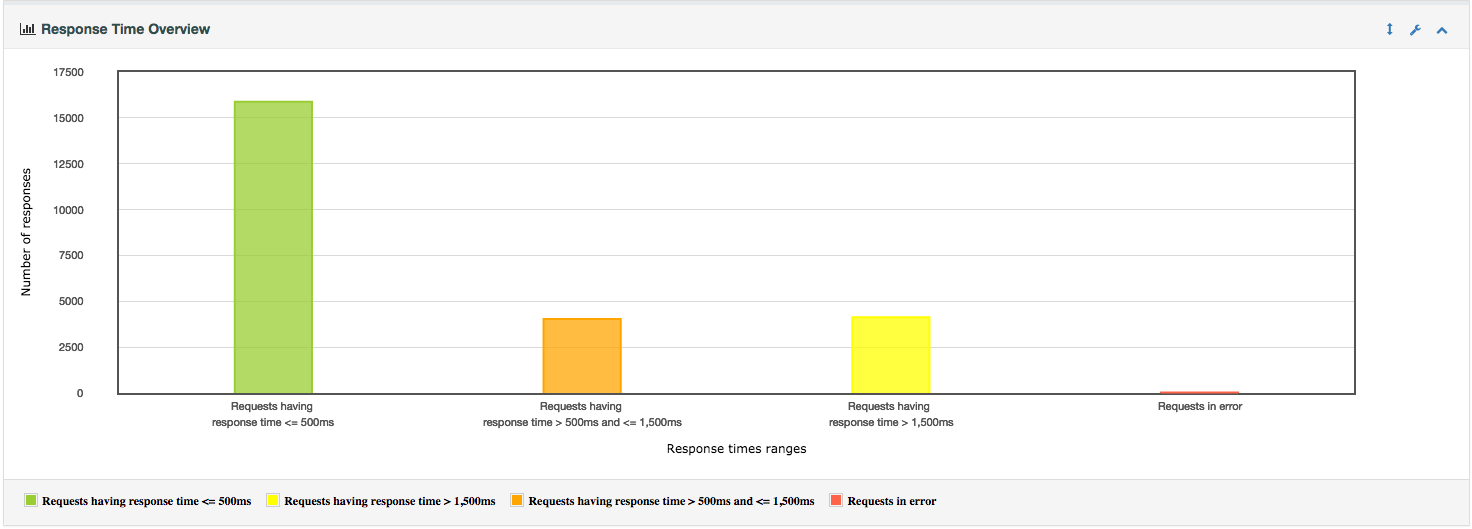 Response Time Overview
17500
15000
12500
10000
7500
5000
2500
0
Number of responses
Requests having
response time <= 500ms
Requests having
response time > 500ms and <= 1,500ms
Requests having
response time > 1,500ms
Requests in error
Response times ranges
Requests having response time <= 500ms
Requests having response time > 1,500ms
Requests having response time > 500ms and <= 1,500ms
Requests in error